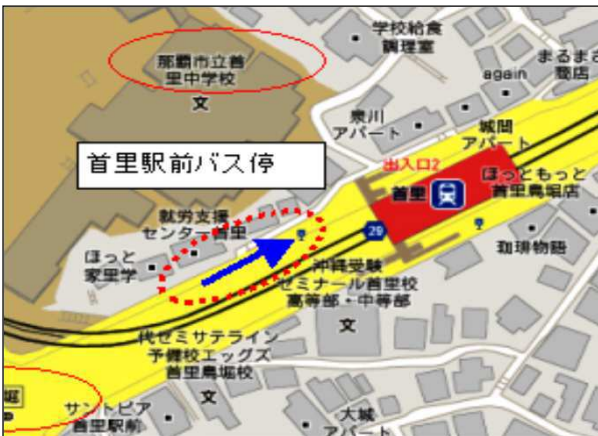 学校給食
調理室
那覇市立首
里中学校
文
again
まるまさ
商店
泉川
アパート
城間
アパート
首里駅前バス停
出入口2
首里
ほっともっと
首里鳥堀店
就労支援
センター首里
29
珈琲物語
ほっと
家里学
沖縄受験
ゼミナール首里校
高等部・中等部
文
代ゼミサテライン
予備校エッグズ
首里鳥堀校
文
堀
サントピア
首里駅前
大城
アパート